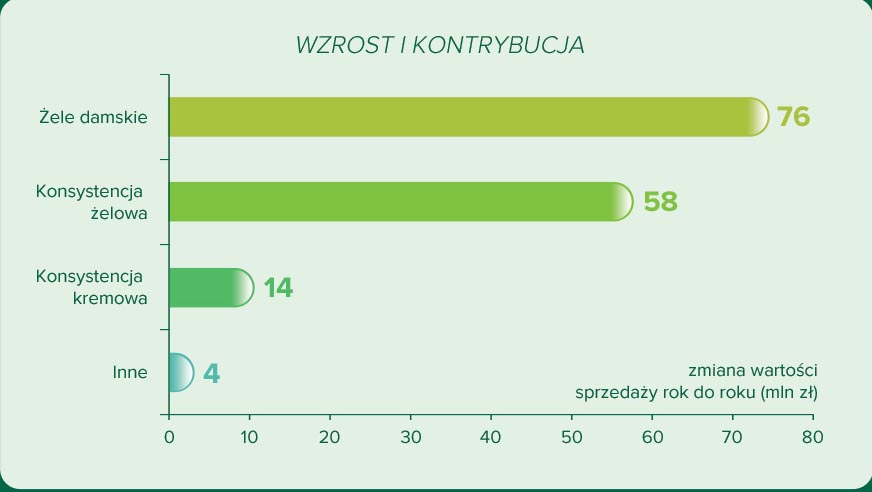 WZROST I KONTRYBUCJA
Żele damskie
76
Konsystencja
żelowa
58
Konsystencja
kremowa
14
Inne
4
zmiana wartości
sprzedaży rok do roku (mln zł)
0 10 20 30 40 50 60 70 80